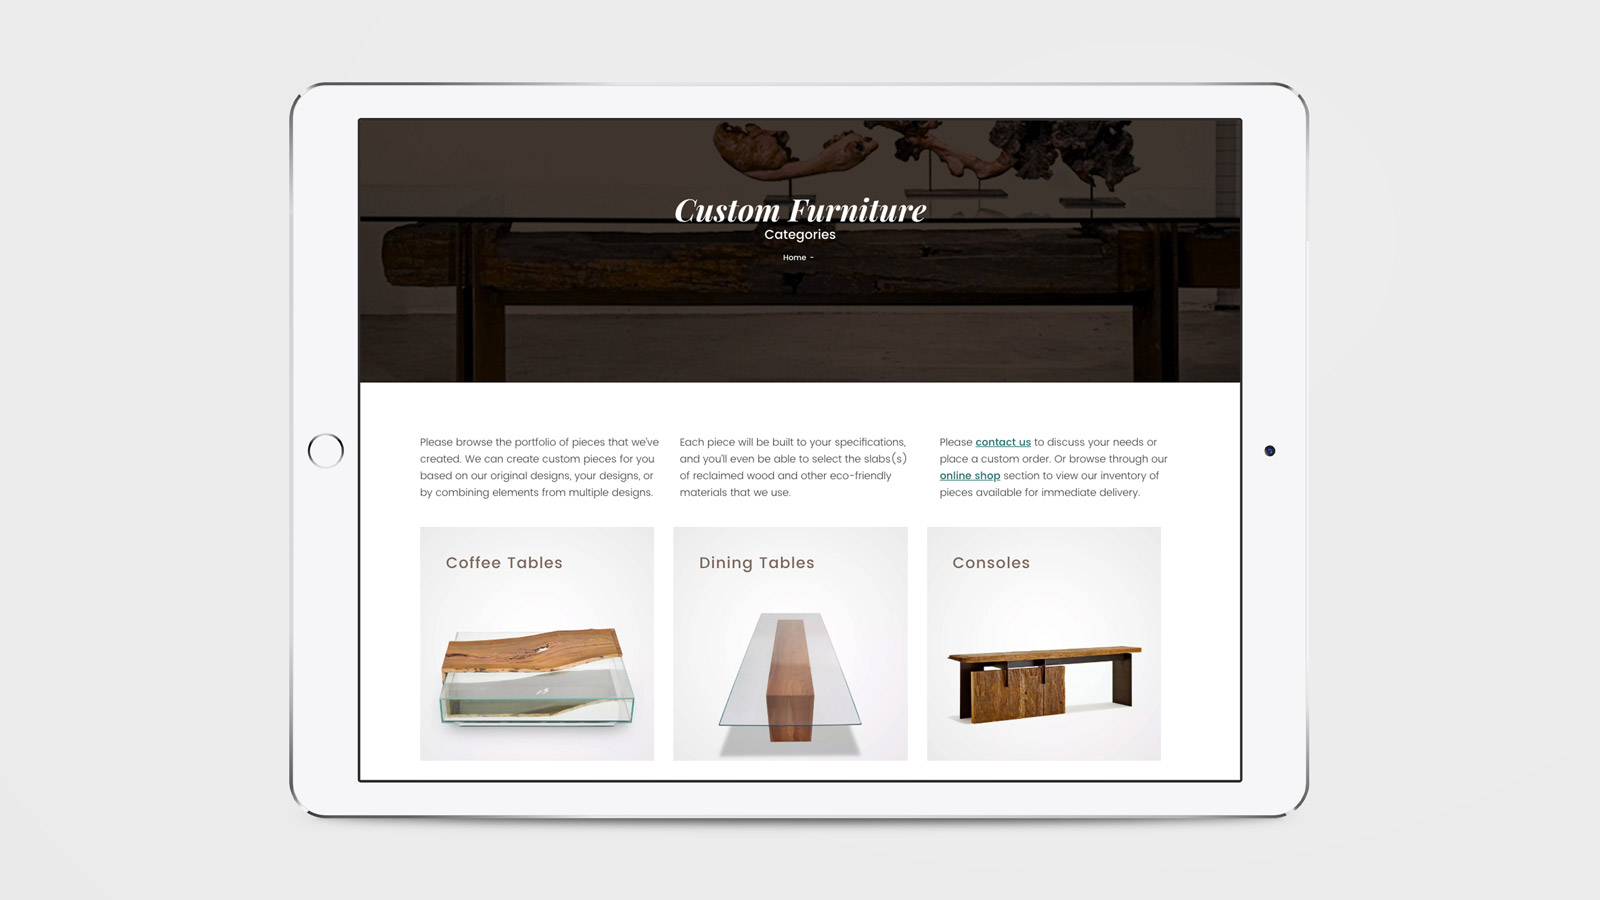 Custom Furniture
Categories
Home -
Please browse the portfolio of pieces that we've
created. We can create custom pieces for you
based on our original designs, your designs, or
by combining elements from multiple designs.
Each piece will be built to your specifications,
and you'll even be able to select the slabs(s)
of reclaimed wood and other eco-friendly
materials that we use.
Please contact us to discuss your needs or
place a custom order. Or browse through our
online shop section to view our inventory of
pieces available for immediate delivery.
Coffee Tables
Dining Tables
Consoles